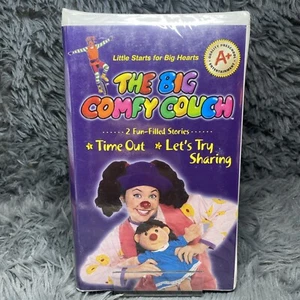 Little Starts for Big Hearts
A+
THE BIG
COMFY COUCH
2 Fun-Filled Stories
Time Out Let's Try
Sharing